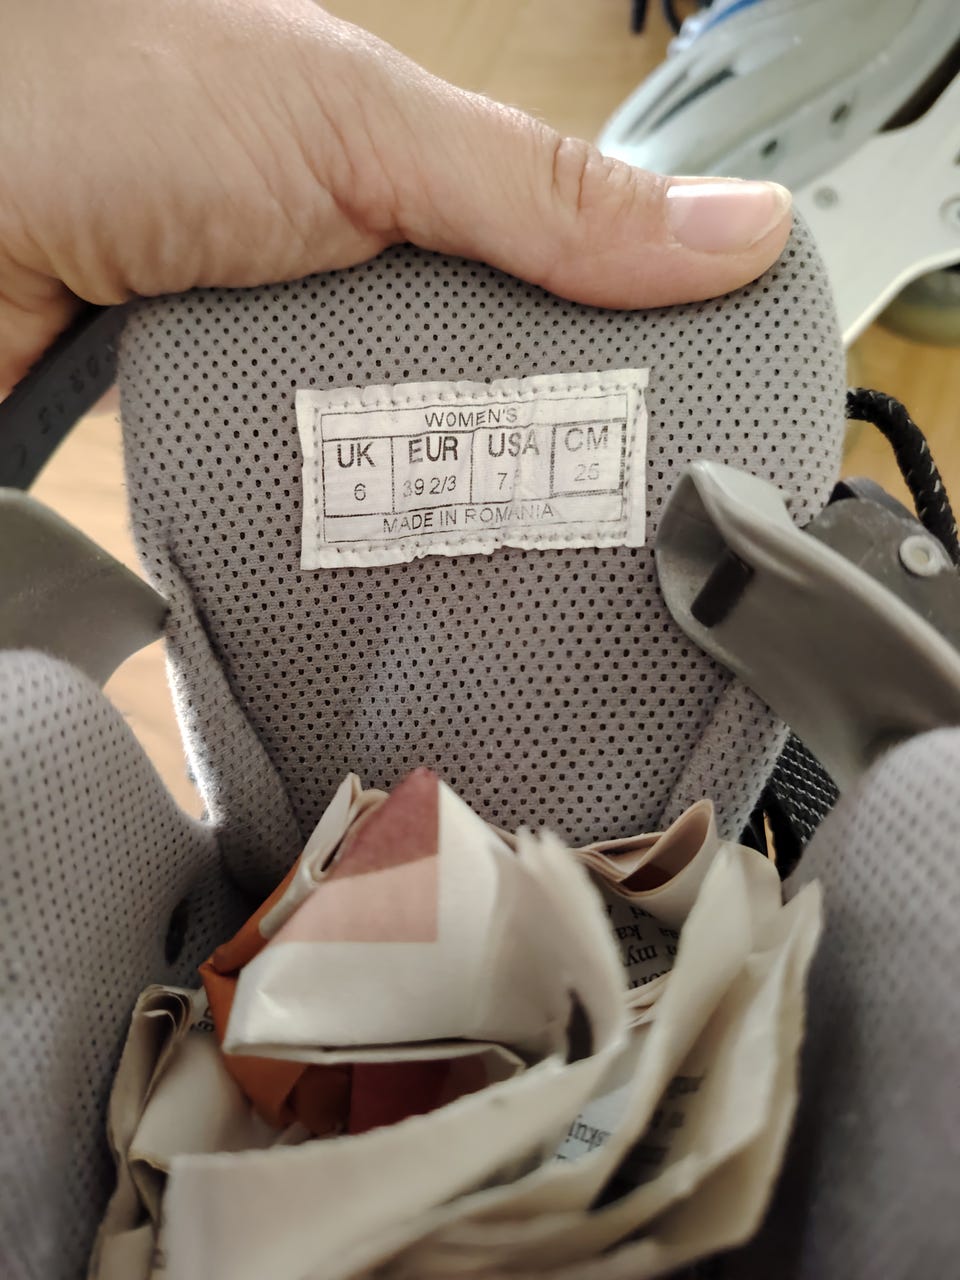 WOMEN'S
UK EUR USA CM
6 39 2/3 7 25
MADE IN ROMANIA